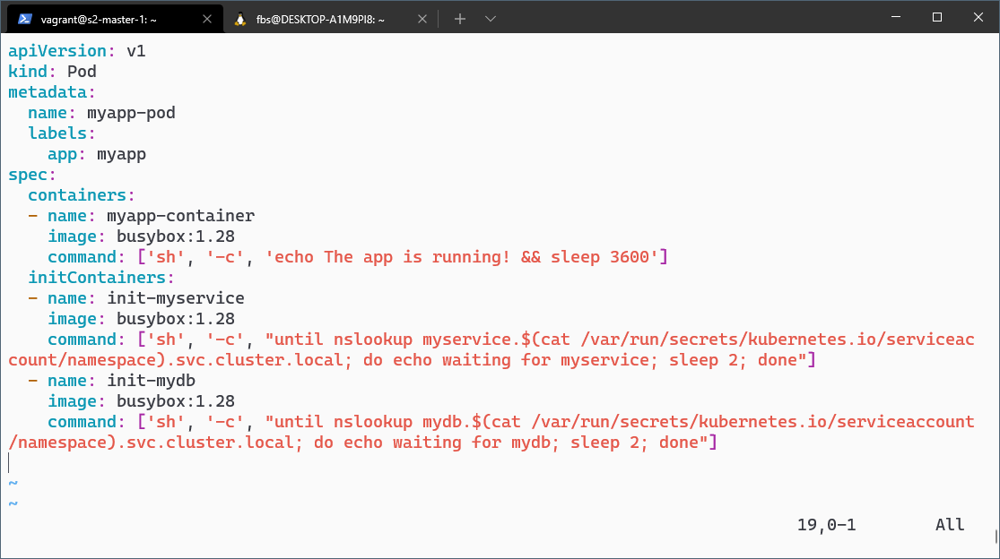 vagrant@s2-master-1: ~
fbs@DESKTOP-A1M9PI8: ~
apiVersion: v1
kind: Pod
metadata:
  name: myapp-pod
  labels:
    app: myapp
spec:
  containers:
  - name: myapp-container
    image: busybox:1.28
    command: ['sh', '-c', 'echo The app is running! && sleep 3600']
  initContainers:
  - name: init-myservice
    image: busybox:1.28
    command: ['sh', '-c', "until nslookup myservice.$(cat /var/run/secrets/kubernetes.io/serviceac
count/namespace).svc.cluster.local; do echo waiting for myservice; sleep 2; done"]
  - name: init-mydb
    image: busybox:1.28
    command: ['sh', '-c', "until nslookup mydb.$(cat /var/run/secrets/kubernetes.io/serviceaccount
/namespace).svc.cluster.local; do echo waiting for mydb; sleep 2; done"]
~
~
19,0-1 All